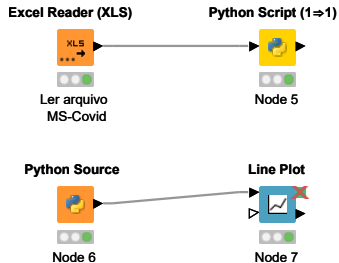 Excel Reader (XLS)
Python Script (1⇒1)
XLS
Ler arquivo
MS-Covid
Node 5
Python Source
Line Plot
Node 6
Node 7